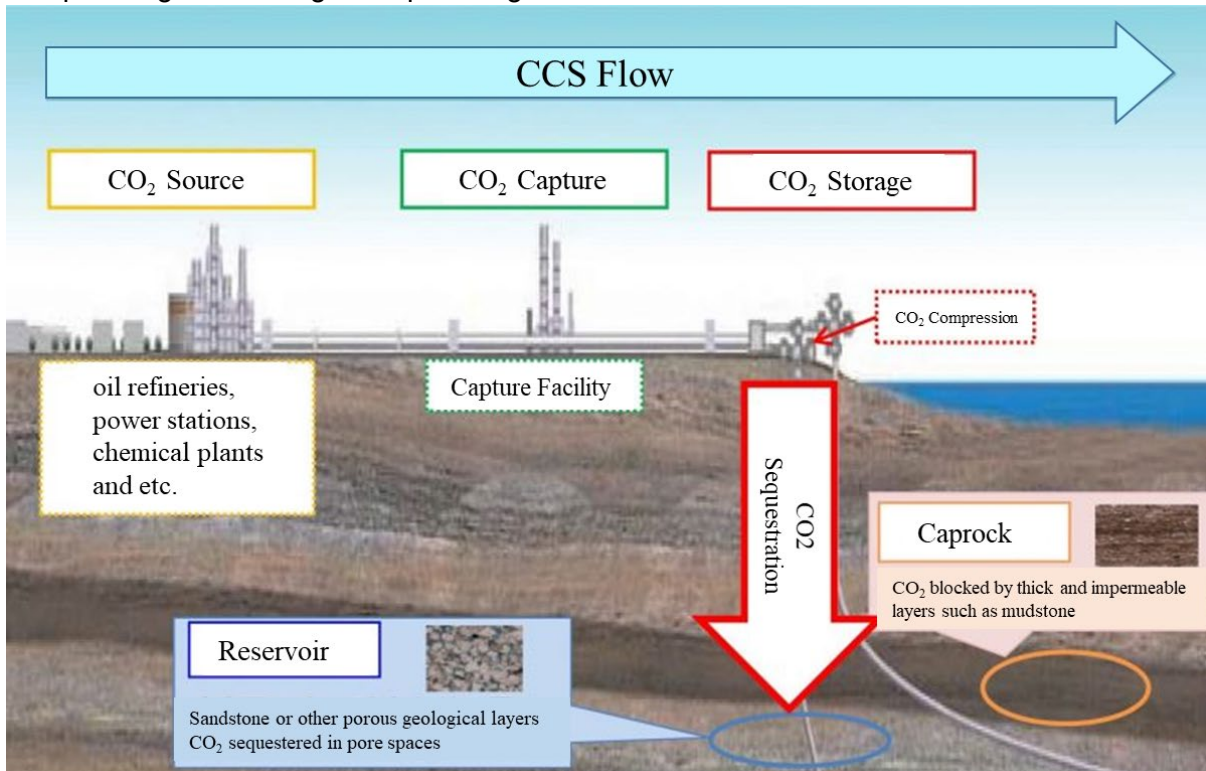 CCS Flow
CO₂ Source
CO₂ Capture
CO₂ Storage
CO₂ Compression
oil refineries,
power stations,
chemical plants
and etc.
Capture Facility
CO2
Sequestration
Caprock
CO₂ blocked by thick and impermeable
layers such as mudstone
Reservoir
Sandstone or other porous geological layers
CO₂ sequestered in pore spaces